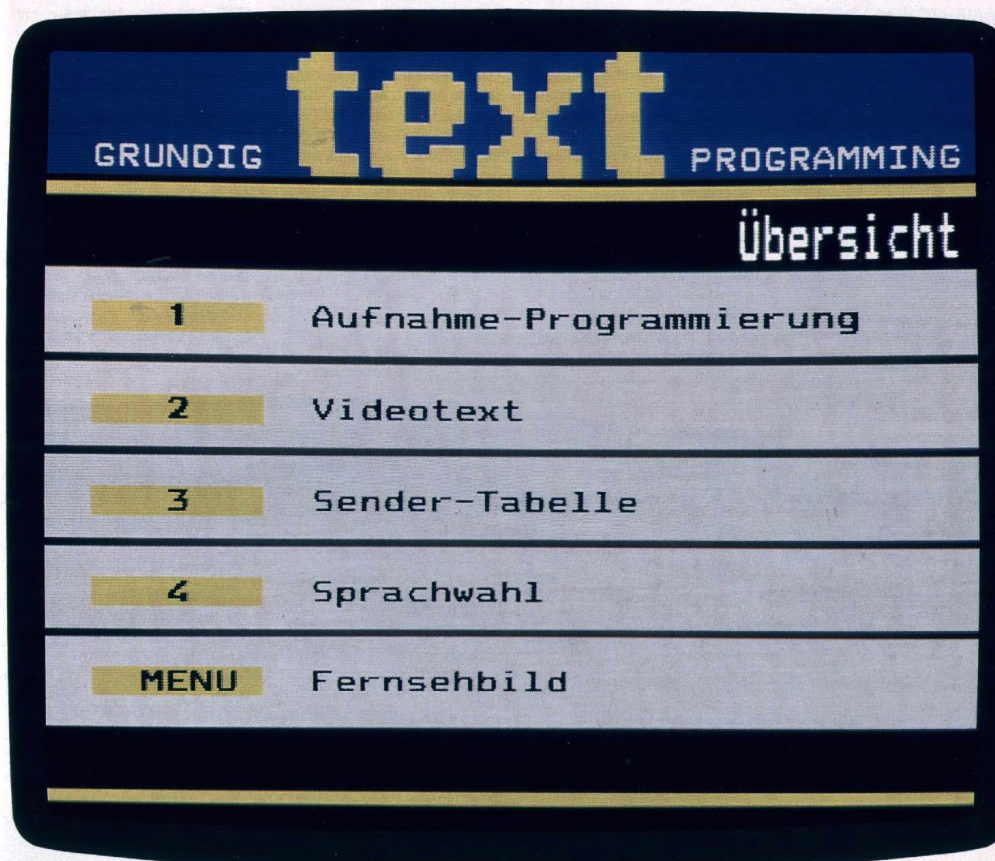 GRUNDIG text PROGRAMMING
Übersicht
1 Aufnahme-Programmierung
2 Videotext
3 Sender-Tabelle
4 Sprachwahl
MENU Fernsehbild